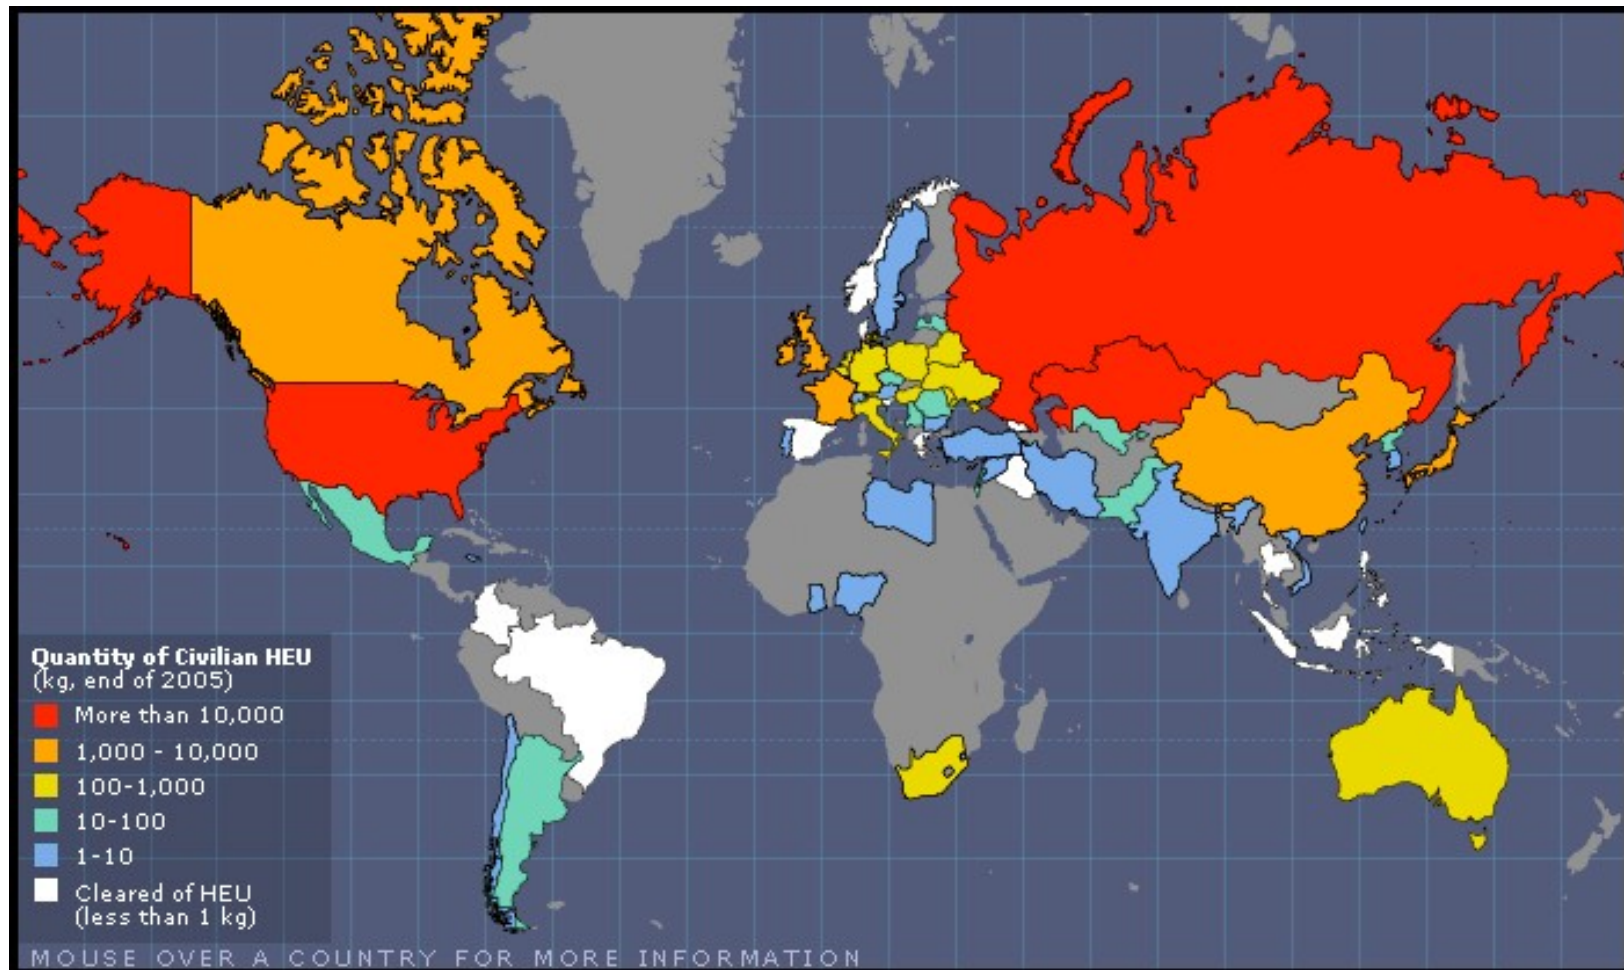 Quantity of Civilian HEU
(kg, end of 2005)
More than 10,000
1,000 - 10,000
100-1,000
10-100
1-10
Cleared of HEU
(less than 1 kg)
MOUSE OVER A COUNTRY FOR MORE INFORMATION